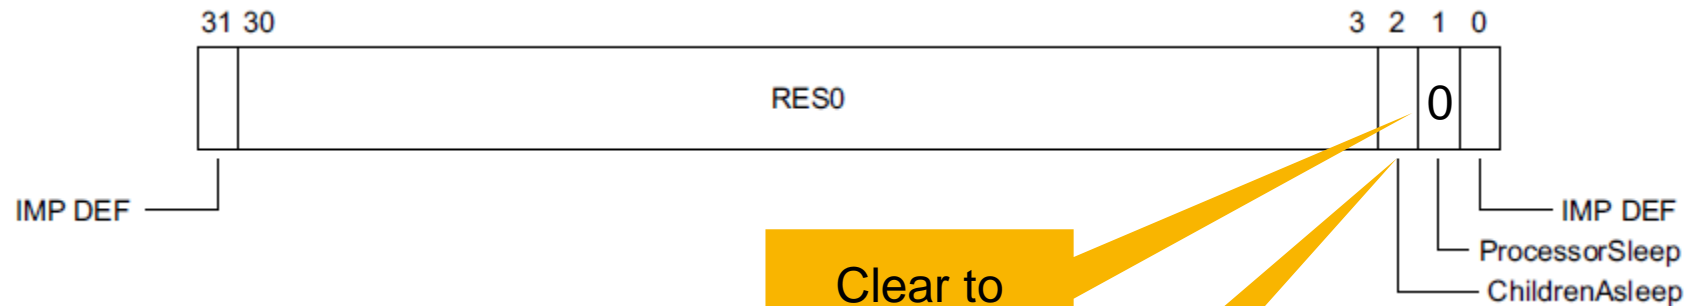 31 30 3 2 1 0
RES0 0
IMP DEF IMP DEF
ProcessorSleep
ChildrenAsleep
Clear to